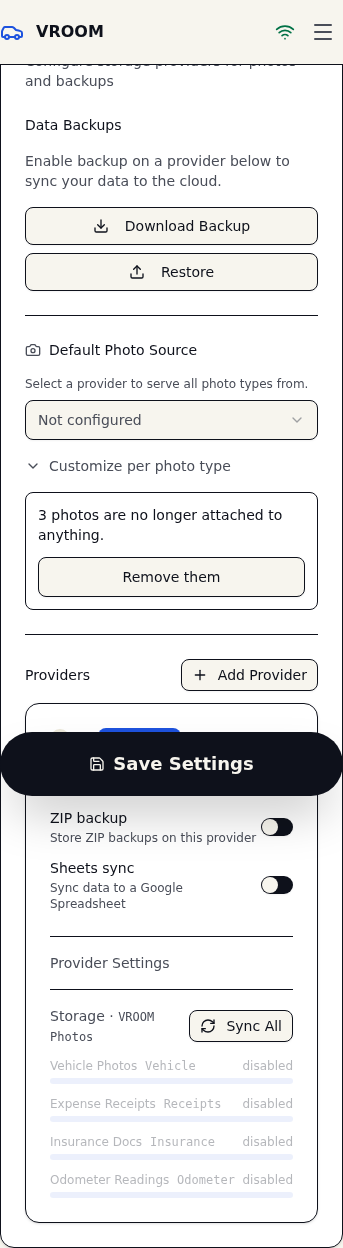 VROOM
Configure storage providers for photos
and backups
Data Backups
Enable backup on a provider below to
sync your data to the cloud.
Download Backup
Restore
Default Photo Source
Select a provider to serve all photo types from.
Not configured
Customize per photo type
3 photos are no longer attached to
anything.
Remove them
Providers
Add Provider
Save Settings
ZIP backup
Store ZIP backups on this provider
Sheets sync
Sync data to a Google
Spreadsheet
Provider Settings
Storage · VROOM
Photos
Sync All
Vehicle Photos Vehicle disabled
Expense Receipts Receipts disabled
Insurance Docs Insurance disabled
Odometer Readings Odometer disabled